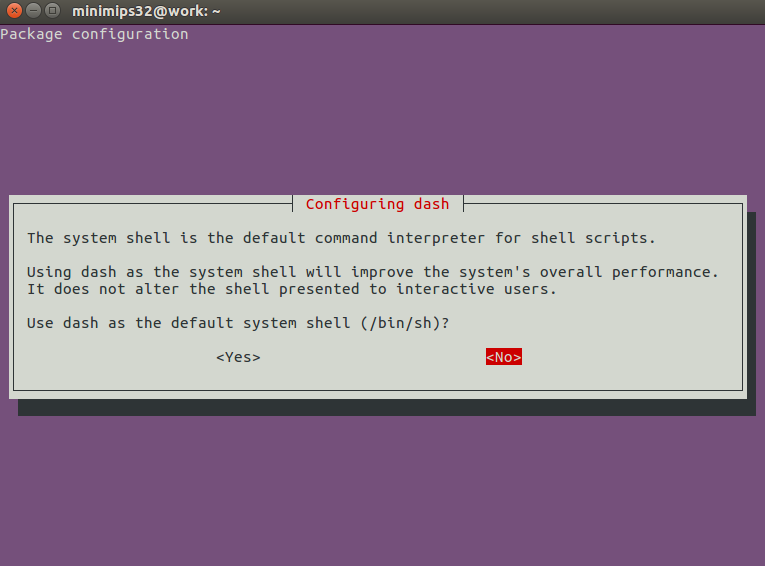 minimips32@work: ~
Package configuration
Configuring dash
The system shell is the default command interpreter for shell scripts.
Using dash as the system shell will improve the system's overall performance.
It does not alter the shell presented to interactive users.
Use dash as the default system shell (/bin/sh)?
<Yes> <No>